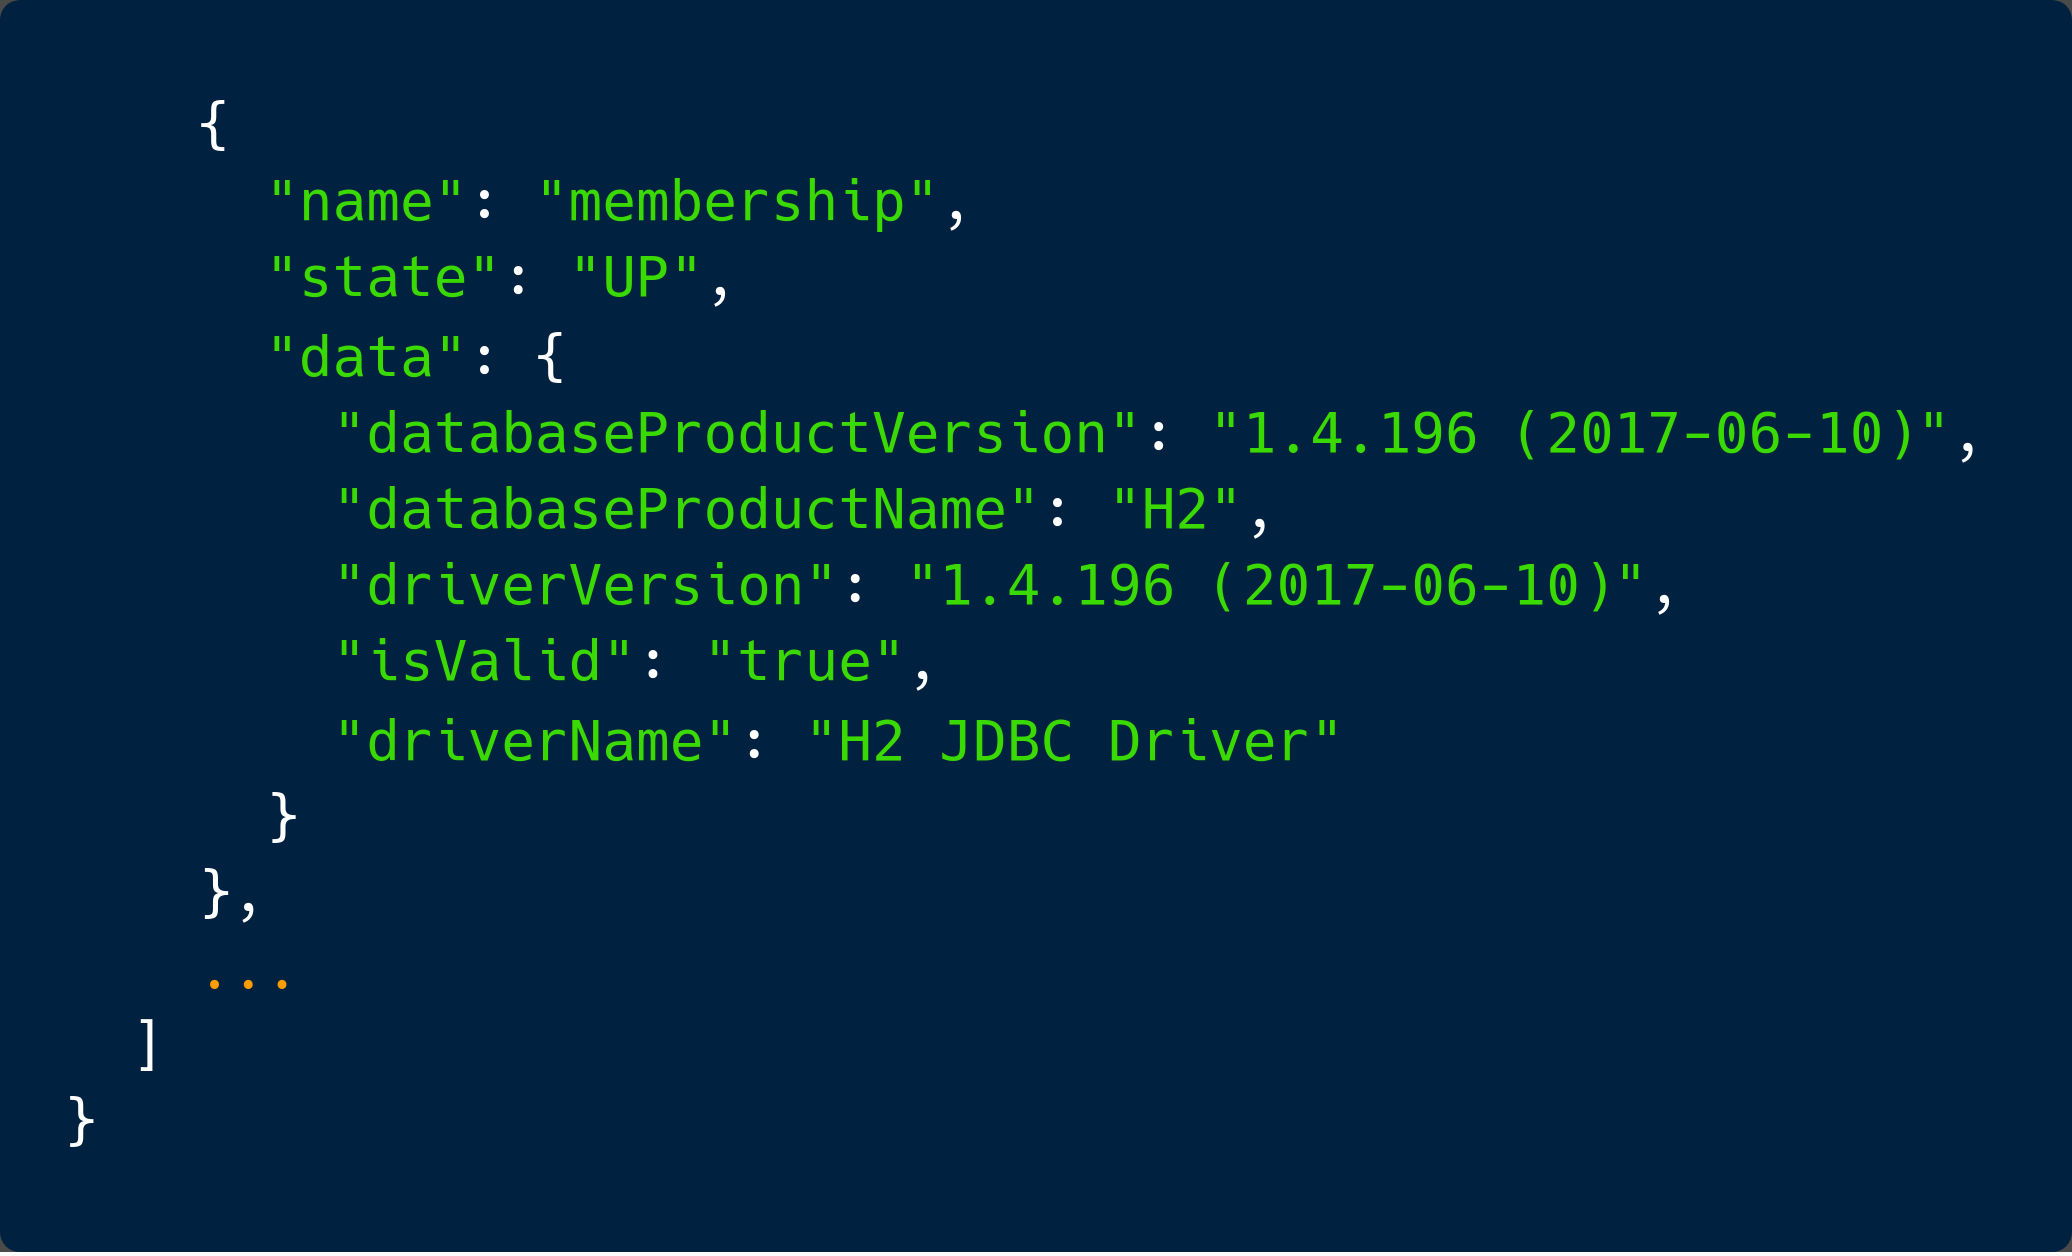 {
"name": "membership",
"state": "UP",
"data": {
"databaseProductVersion": "1.4.196 (2017-06-10)",
"databaseProductName": "H2",
"driverVersion": "1.4.196 (2017-06-10)",
"isValid": "true",
"driverName": "H2 JDBC Driver"
}
},
...
]
}